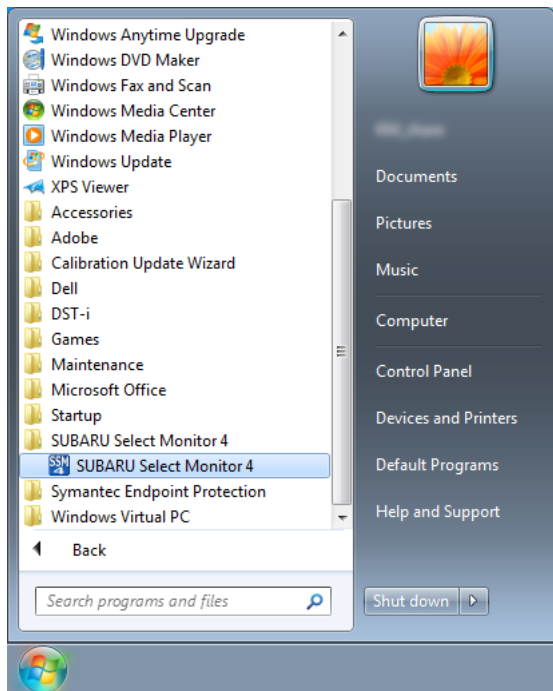 Windows Anytime Upgrade
Windows DVD Maker
Windows Fax and Scan
Windows Media Center
Windows Media Player
Windows Update
XPS Viewer
Accessories
Adobe
Calibration Update Wizard
Dell
DST-i
Games
Maintenance
Microsoft Office
Startup
SUBARU Select Monitor 4
SSM 4 SUBARU Select Monitor 4
Symantec Endpoint Protection
Windows Virtual PC
Back
Search programs and files
Documents
Pictures
Music
Computer
Control Panel
Devices and Printers
Default Programs
Help and Support
Shut down